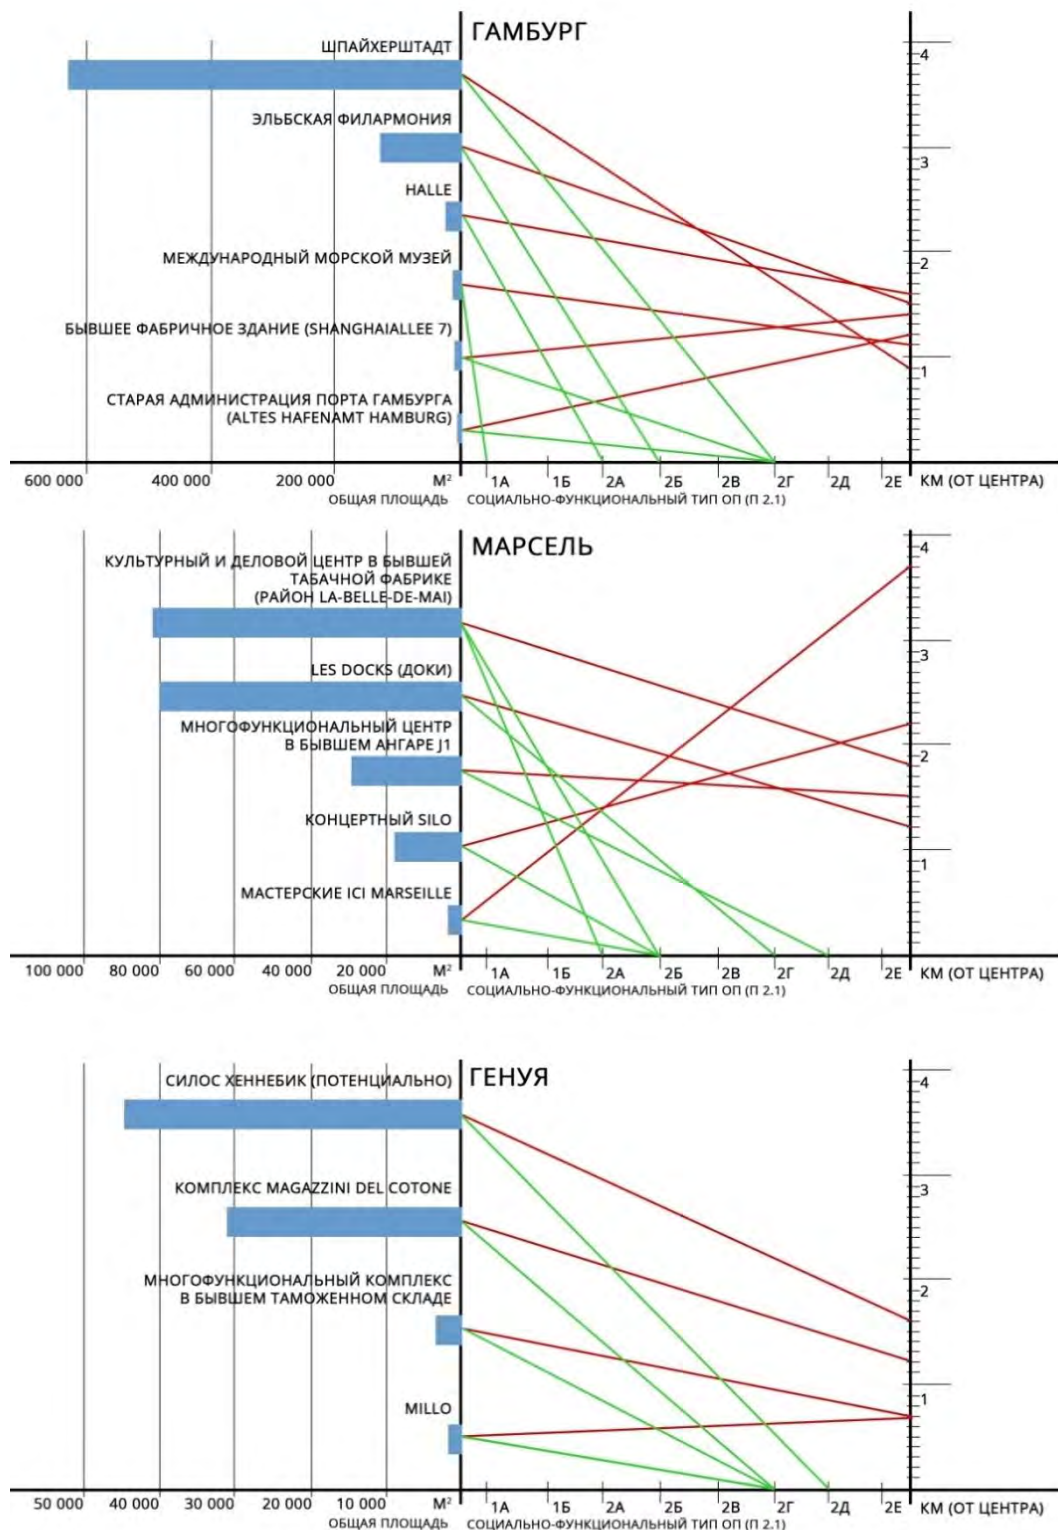 ГАМБУРГ
ШПАЙХЕРШТАДТ
ЭЛЬБСКАЯ ФИЛАРМОНИЯ
HALLE
МЕЖДУНАРОДНЫЙ МОРСКОЙ МУЗЕЙ
БЫВШЕЕ ФАБРИЧНОЕ ЗДАНИЕ (SHANGHAIALLEE 7)
СТАРАЯ АДМИНИСТРАЦИЯ ПОРТА ГАМБУРГА
(ALTES HAFENAMT HAMBURG)
4
3
2
1
600 000 400 000 200 000 М² 1А 1Б 2А 2Б 2В 2Г 2Д 2Е КМ (ОТ ЦЕНТРА)
ОБЩАЯ ПЛОЩАДЬ СОЦИАЛЬНО-ФУНКЦИОНАЛЬНЫЙ ТИП ОП (П 2.1)
МАРСЕЛЬ
КУЛЬТУРНЫЙ И ДЕЛОВОЙ ЦЕНТР В БЫВШЕЙ
ТАБАЧНОЙ ФАБРИКЕ
(РАЙОН LA-BELLE-DE-MAI)
LES DOCKS (ДОКИ)
МНОГОФУНКЦИОНАЛЬНЫЙ ЦЕНТР
В БЫВШЕМ АНГАРЕ J1
КОНЦЕРТНЫЙ SILO
МАСТЕРСКИЕ ICI MARSEILLE
4
3
2
1
100 000 80 000 60 000 40 000 20 000 М² 1А 1Б 2А 2Б 2В 2Г 2Д 2Е КМ (ОТ ЦЕНТРА)
ОБЩАЯ ПЛОЩАДЬ СОЦИАЛЬНО-ФУНКЦИОНАЛЬНЫЙ ТИП ОП (П 2.1)
ГЕНУЯ
СИЛОС ХЕННЕБИК (ПОТЕНЦИАЛЬНО)
КОМПЛЕКС MAGAZZINI DEL COTONE
МНОГОФУНКЦИОНАЛЬНЫЙ КОМПЛЕКС
В БЫВШЕМ ТАМОЖЕННОМ СКЛАДЕ
MILLO
4
3
2
1
50 000 40 000 30 000 20 000 10 000 М² 1А 1Б 2А 2Б 2В 2Г 2Д 2Е КМ (ОТ ЦЕНТРА)
ОБЩАЯ ПЛОЩАДЬ СОЦИАЛЬНО-ФУНКЦИОНАЛЬНЫЙ ТИП ОП (П 2.1)